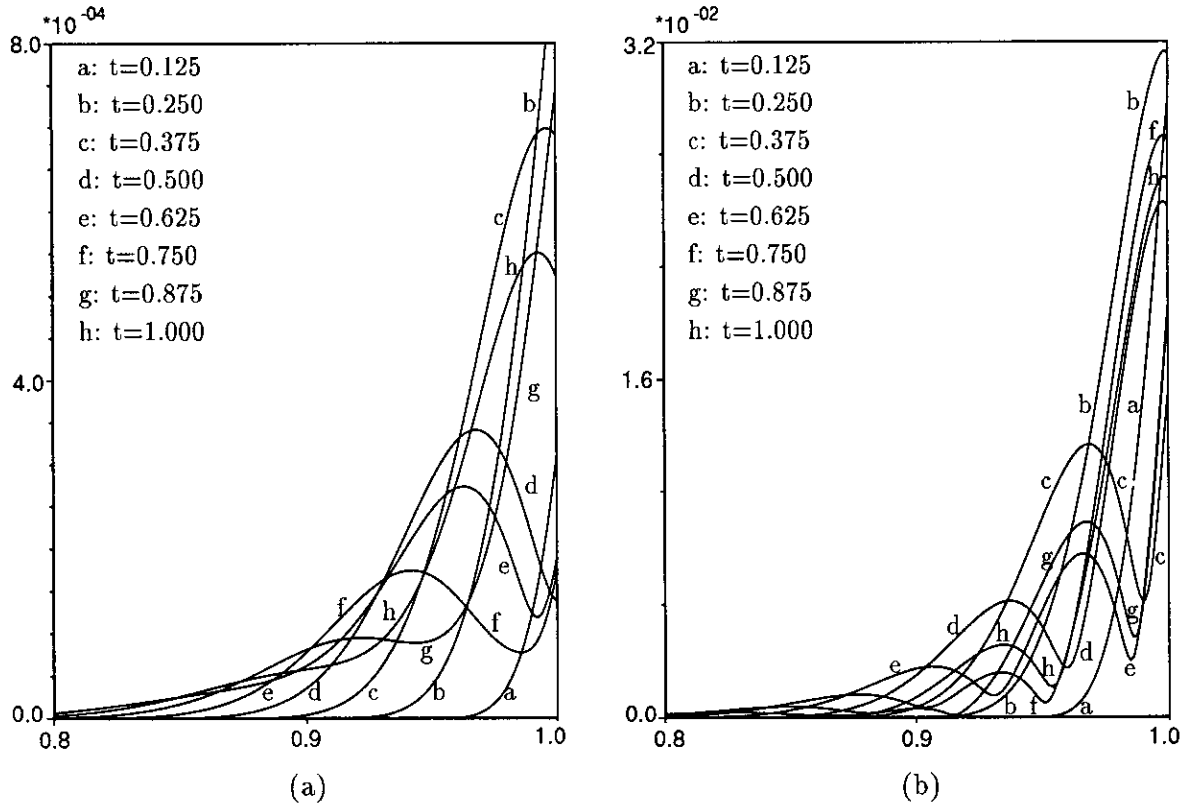 *10 -04
8.0
a: t=0.125
b: t=0.250
c: t=0.375
d: t=0.500
e: t=0.625
f: t=0.750
g: t=0.875
h: t=1.000
b
c
h
4.0
g
d
e
f
h
f
g
e
d
c
b
a
0.0
0.8
0.9
1.0
(a)
*10 -02
3.2
a: t=0.125
b: t=0.250
c: t=0.375
d: t=0.500
e: t=0.625
f: t=0.750
g: t=0.875
h: t=1.000
b
f
h
1.6
b
a
c
c
g
c
d
h
g
e
h
d
e
b
f
a
0.0
0.8
0.9
1.0
(b)